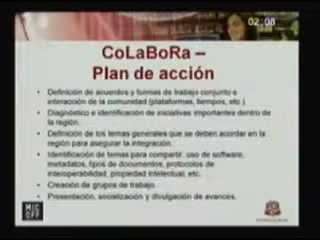 02:08
CoLaBoRa –
Plan de acción
• Definición de acuerdos y formas de trabajo conjunto e
interacción de la comunidad (plataformas, tiempos, etc.)
• Diagnóstico e identificación de iniciativas importantes dentro de
la región.
• Definición de los temas generales que se deben acordar en la
región para asegurar la integración.
• Identificación de temas para compartir: uso de software,
metadatos, tipos de documentos, protocolos de
interoperabilidad, propiedad intelectual, etc.
• Creación de grupos de trabajo.
• Presentación, socialización y divulgación de avances.
MIC
OFF